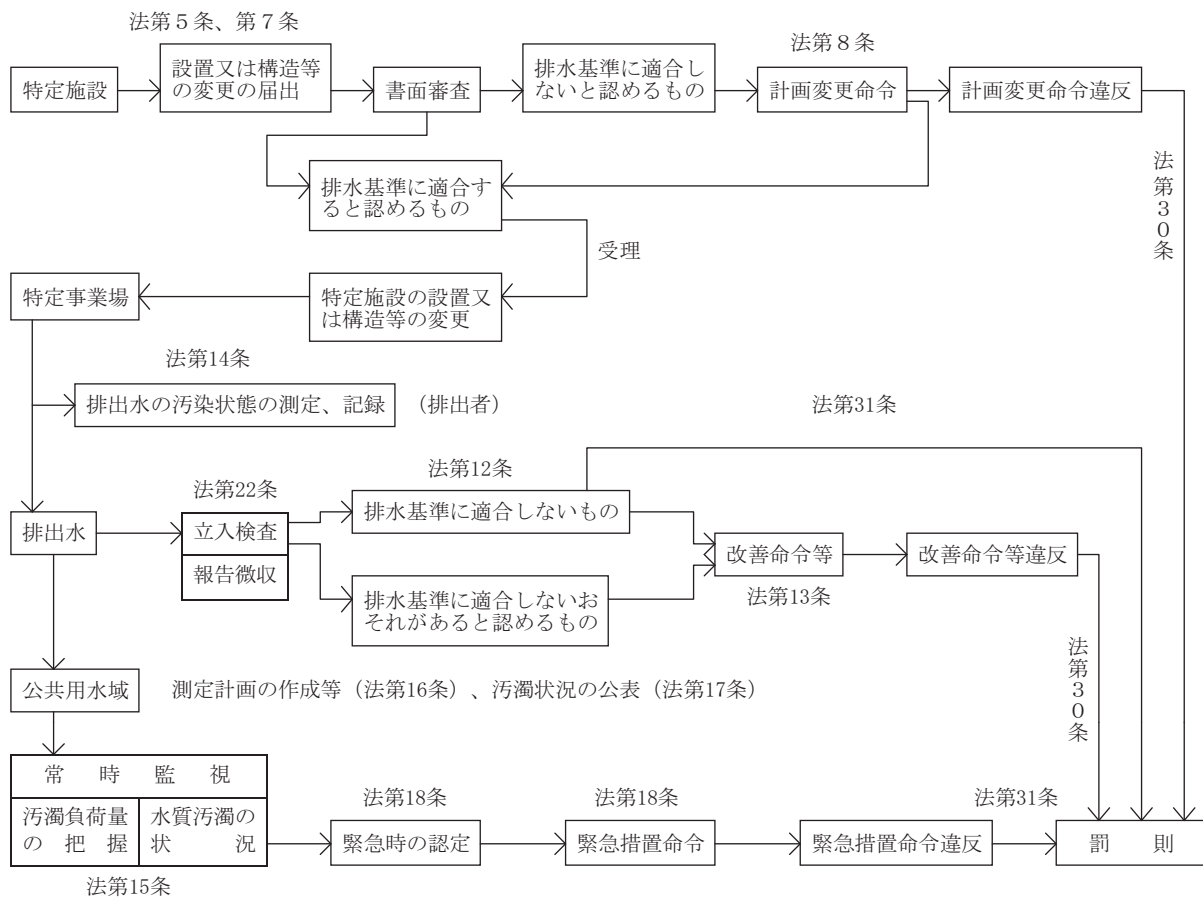 法第５条、第７条
特定施設
設置又は構造等
の変更の届出
書面審査
排水基準に適合し
ないと認めるもの
法第８条
計画変更命令
計画変更命令違反
法第３０条
排水基準に適合す
ると認めるもの
受理
特定事業場
特定施設の設置又
は構造等の変更
法第14条
排出水の汚染状態の測定、記録
（排出者）
法第31条
法第12条
法第22条
排水基準に適合しないもの
排出水
立入検査
報告徴収
排水基準に適合しないお
それがあると認めるもの
改善命令等
法第13条
改善命令等違反
法第３０条
公共用水域
測定計画の作成等（法第16条）、汚濁状況の公表（法第17条）
常時監視
汚濁負荷量
の把握
水質汚濁の
状況
法第15条
法第18条
緊急時の認定
法第18条
緊急措置命令
緊急措置命令違反
法第31条
罰則